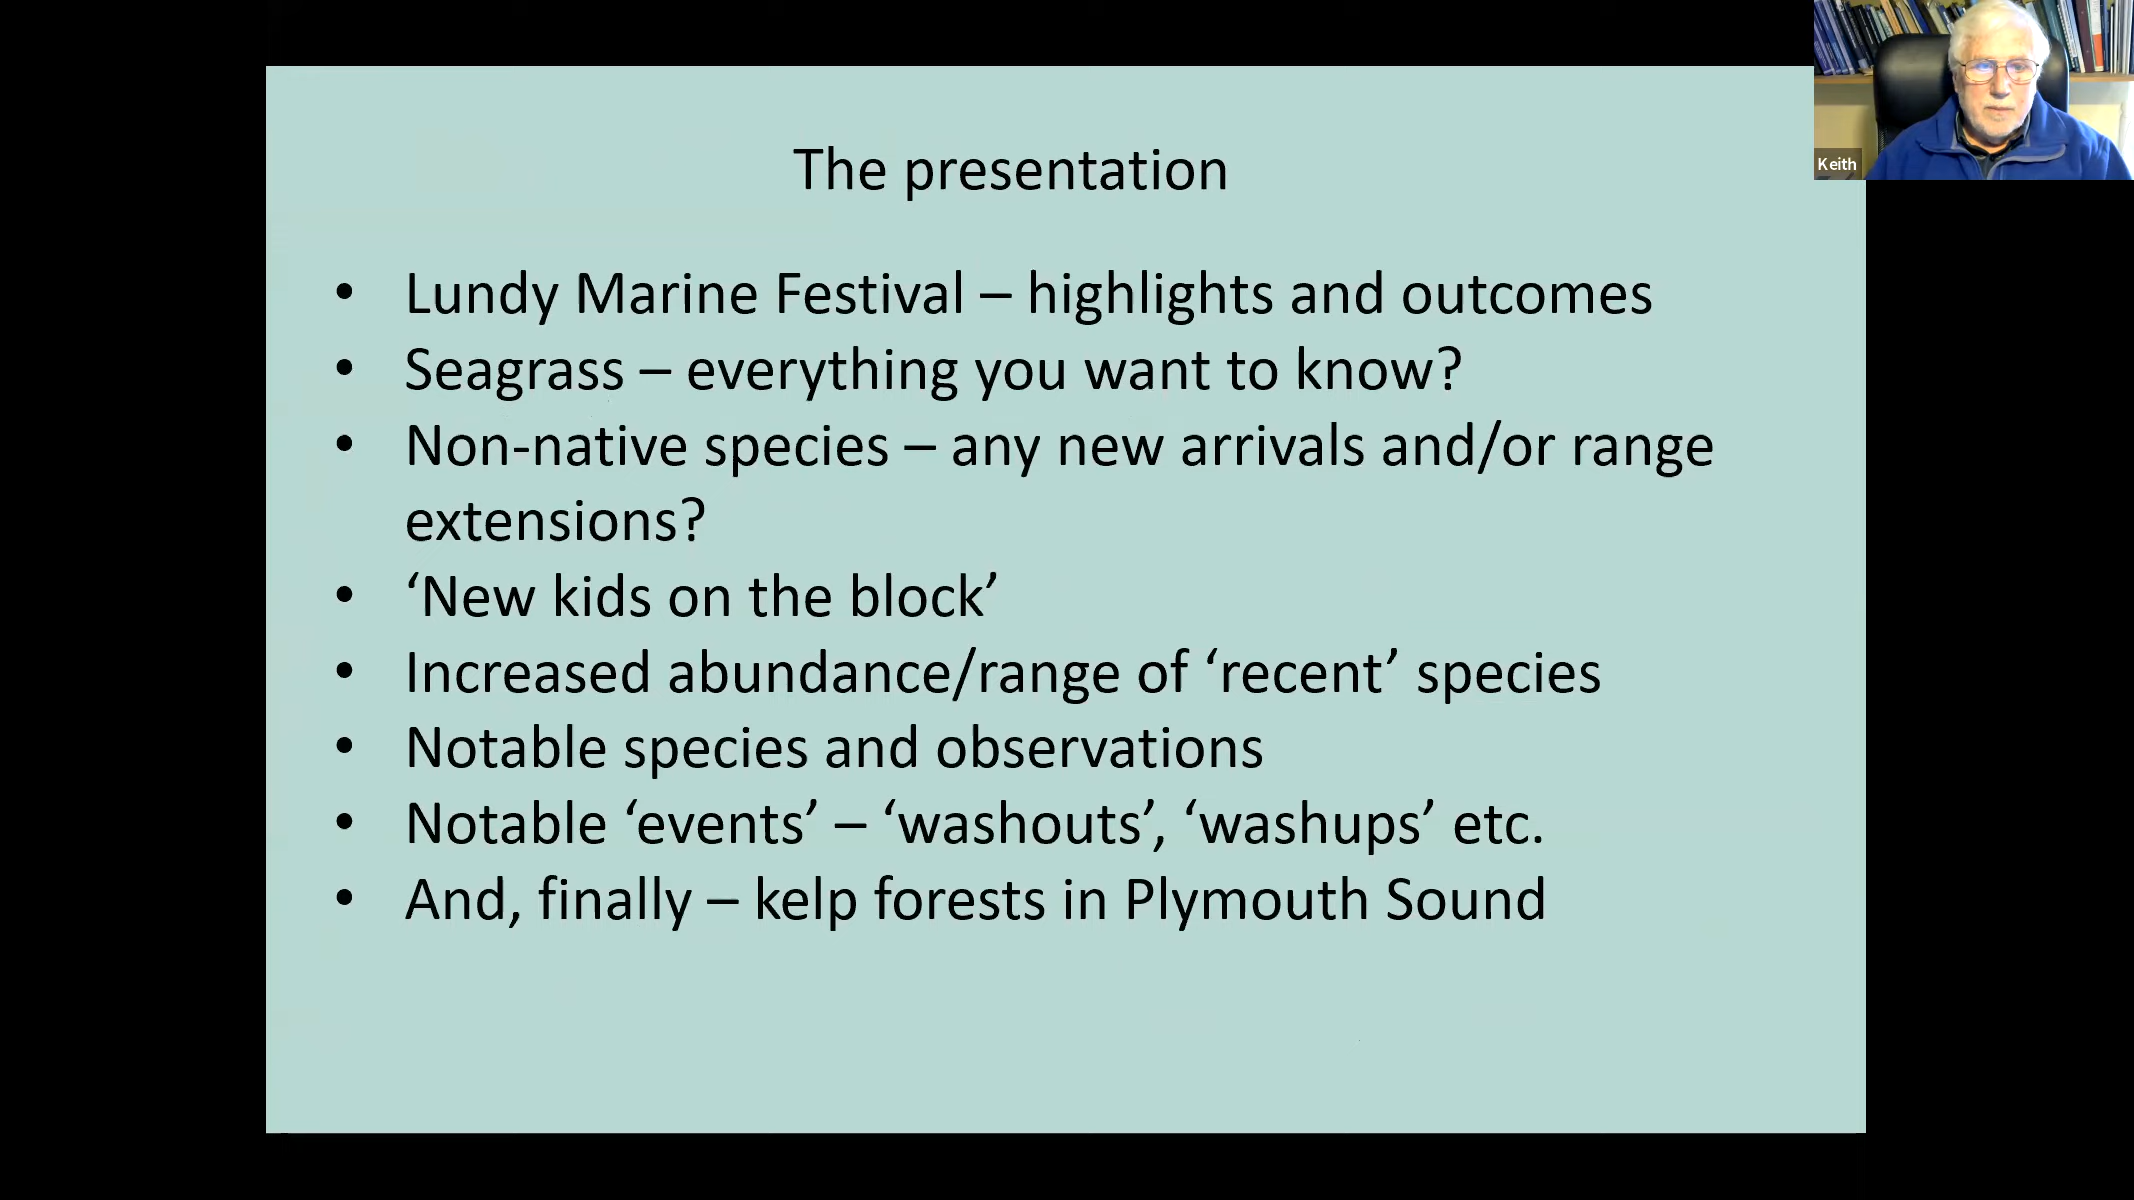 The presentation
• Lundy Marine Festival – highlights and outcomes
• Seagrass – everything you want to know?
• Non-native species – any new arrivals and/or range
extensions?
• ‘New kids on the block’
• Increased abundance/range of ‘recent’ species
• Notable species and observations
• Notable ‘events’ – ‘washouts’, ‘washups’ etc.
• And, finally – kelp forests in Plymouth Sound
Keith